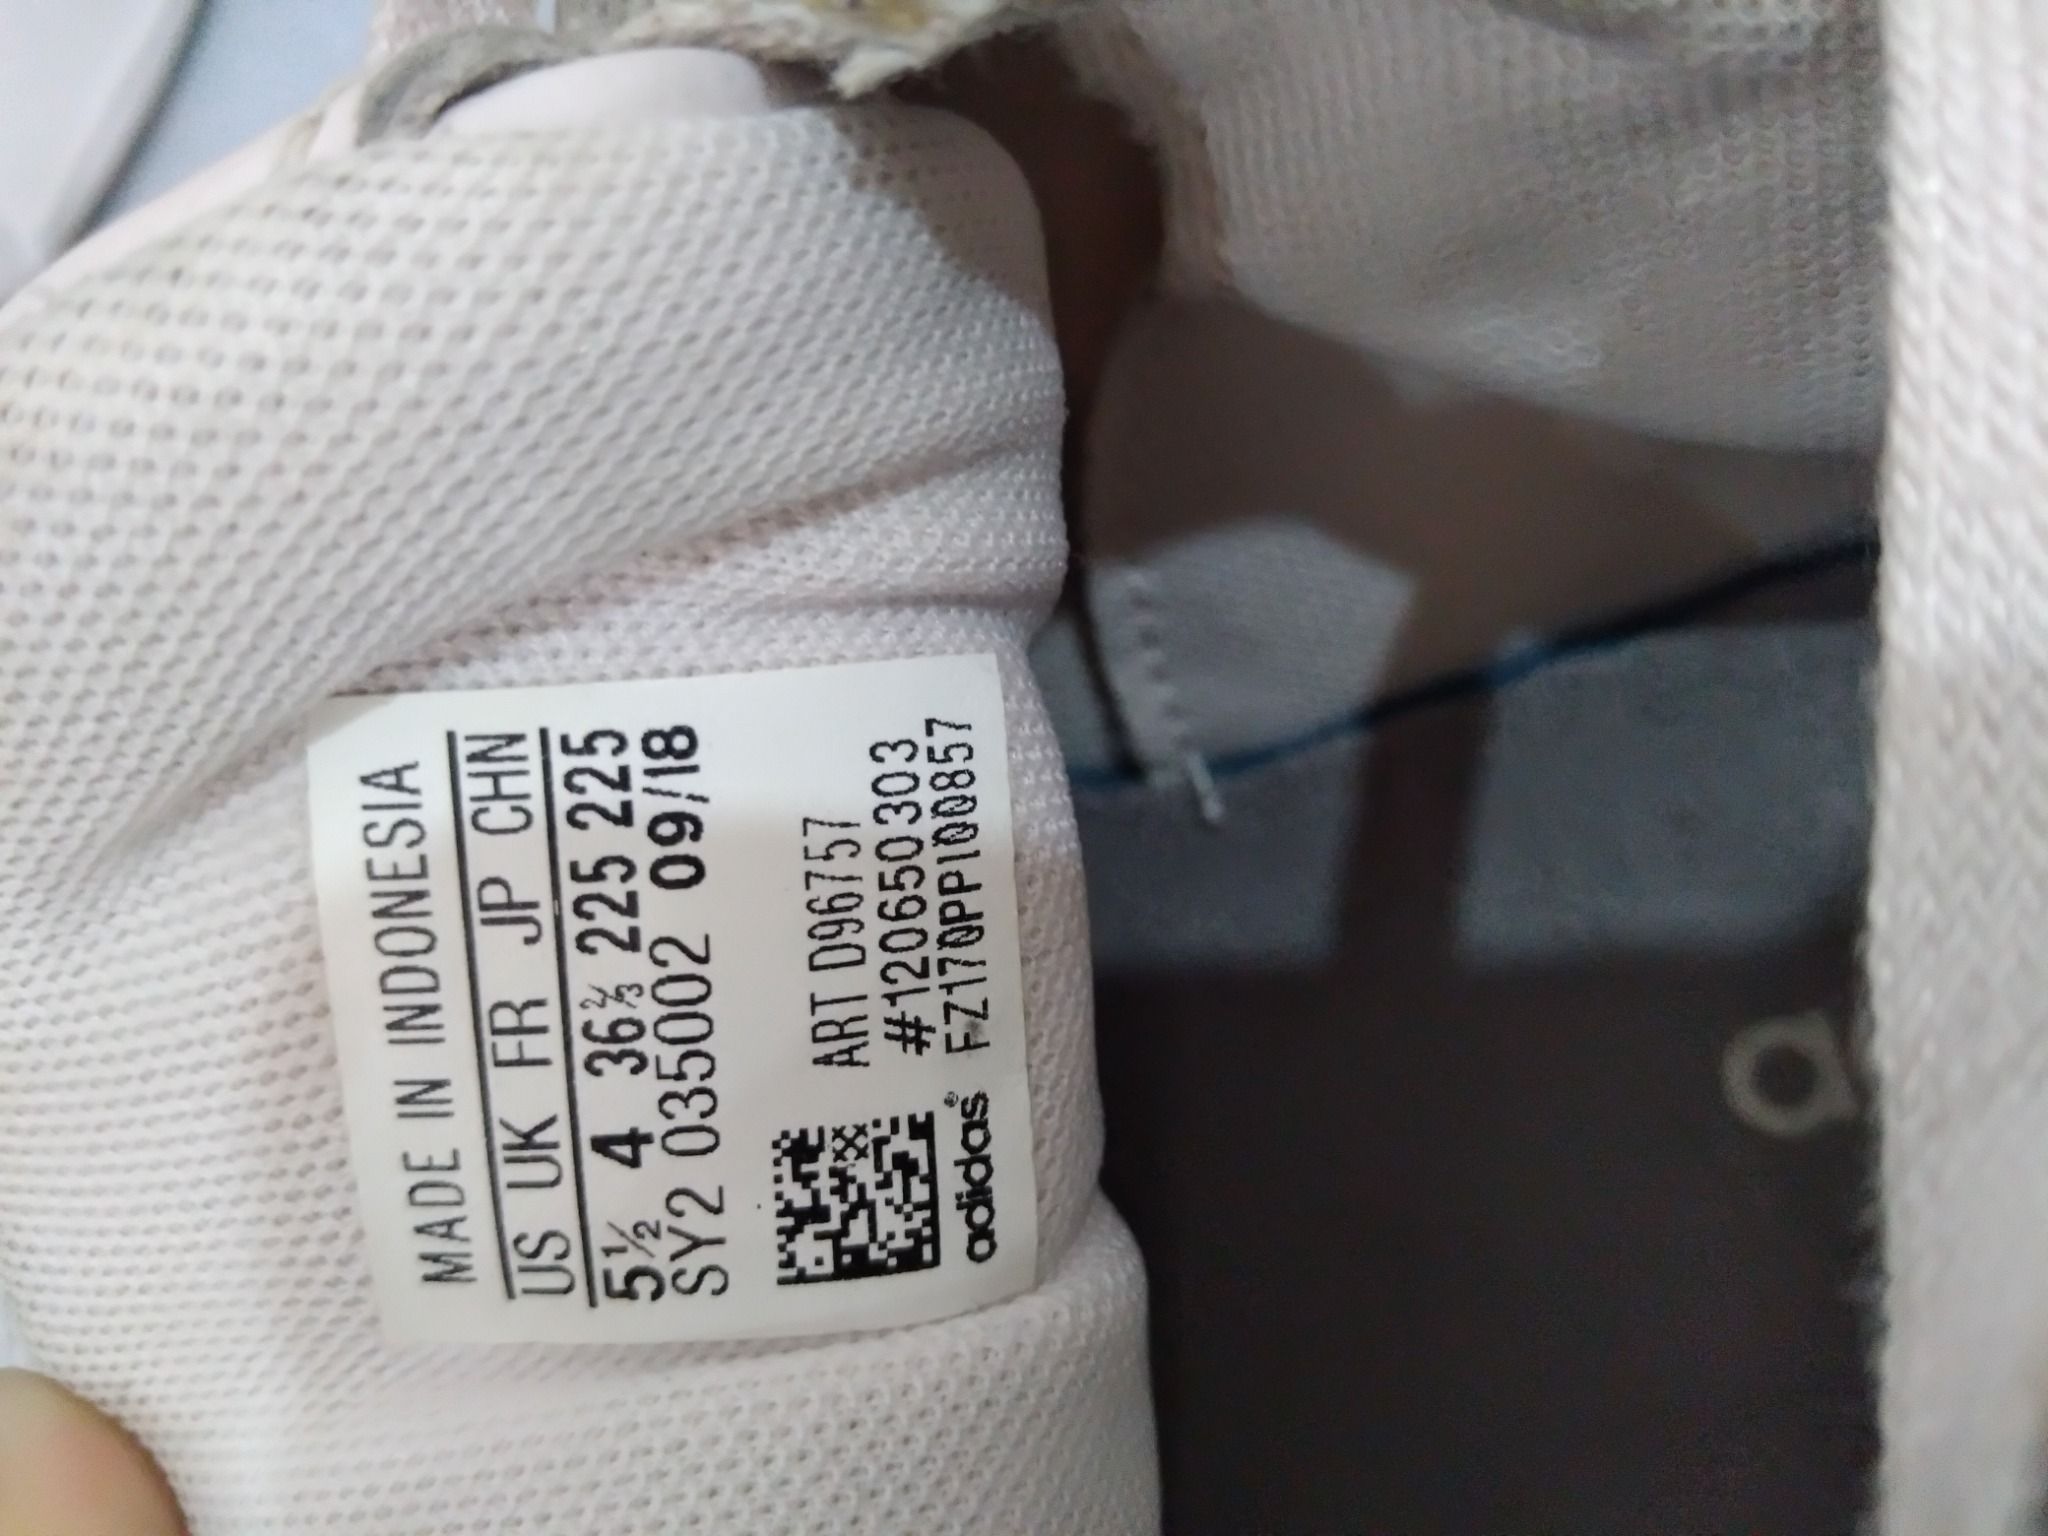 MADE IN INDONESIA
US UK FR JP CHN
5½ 4 36⅔ 225 225
SY2 035002 09/18
ART D96757
#120650303
FZ170PPI00857
adidas®